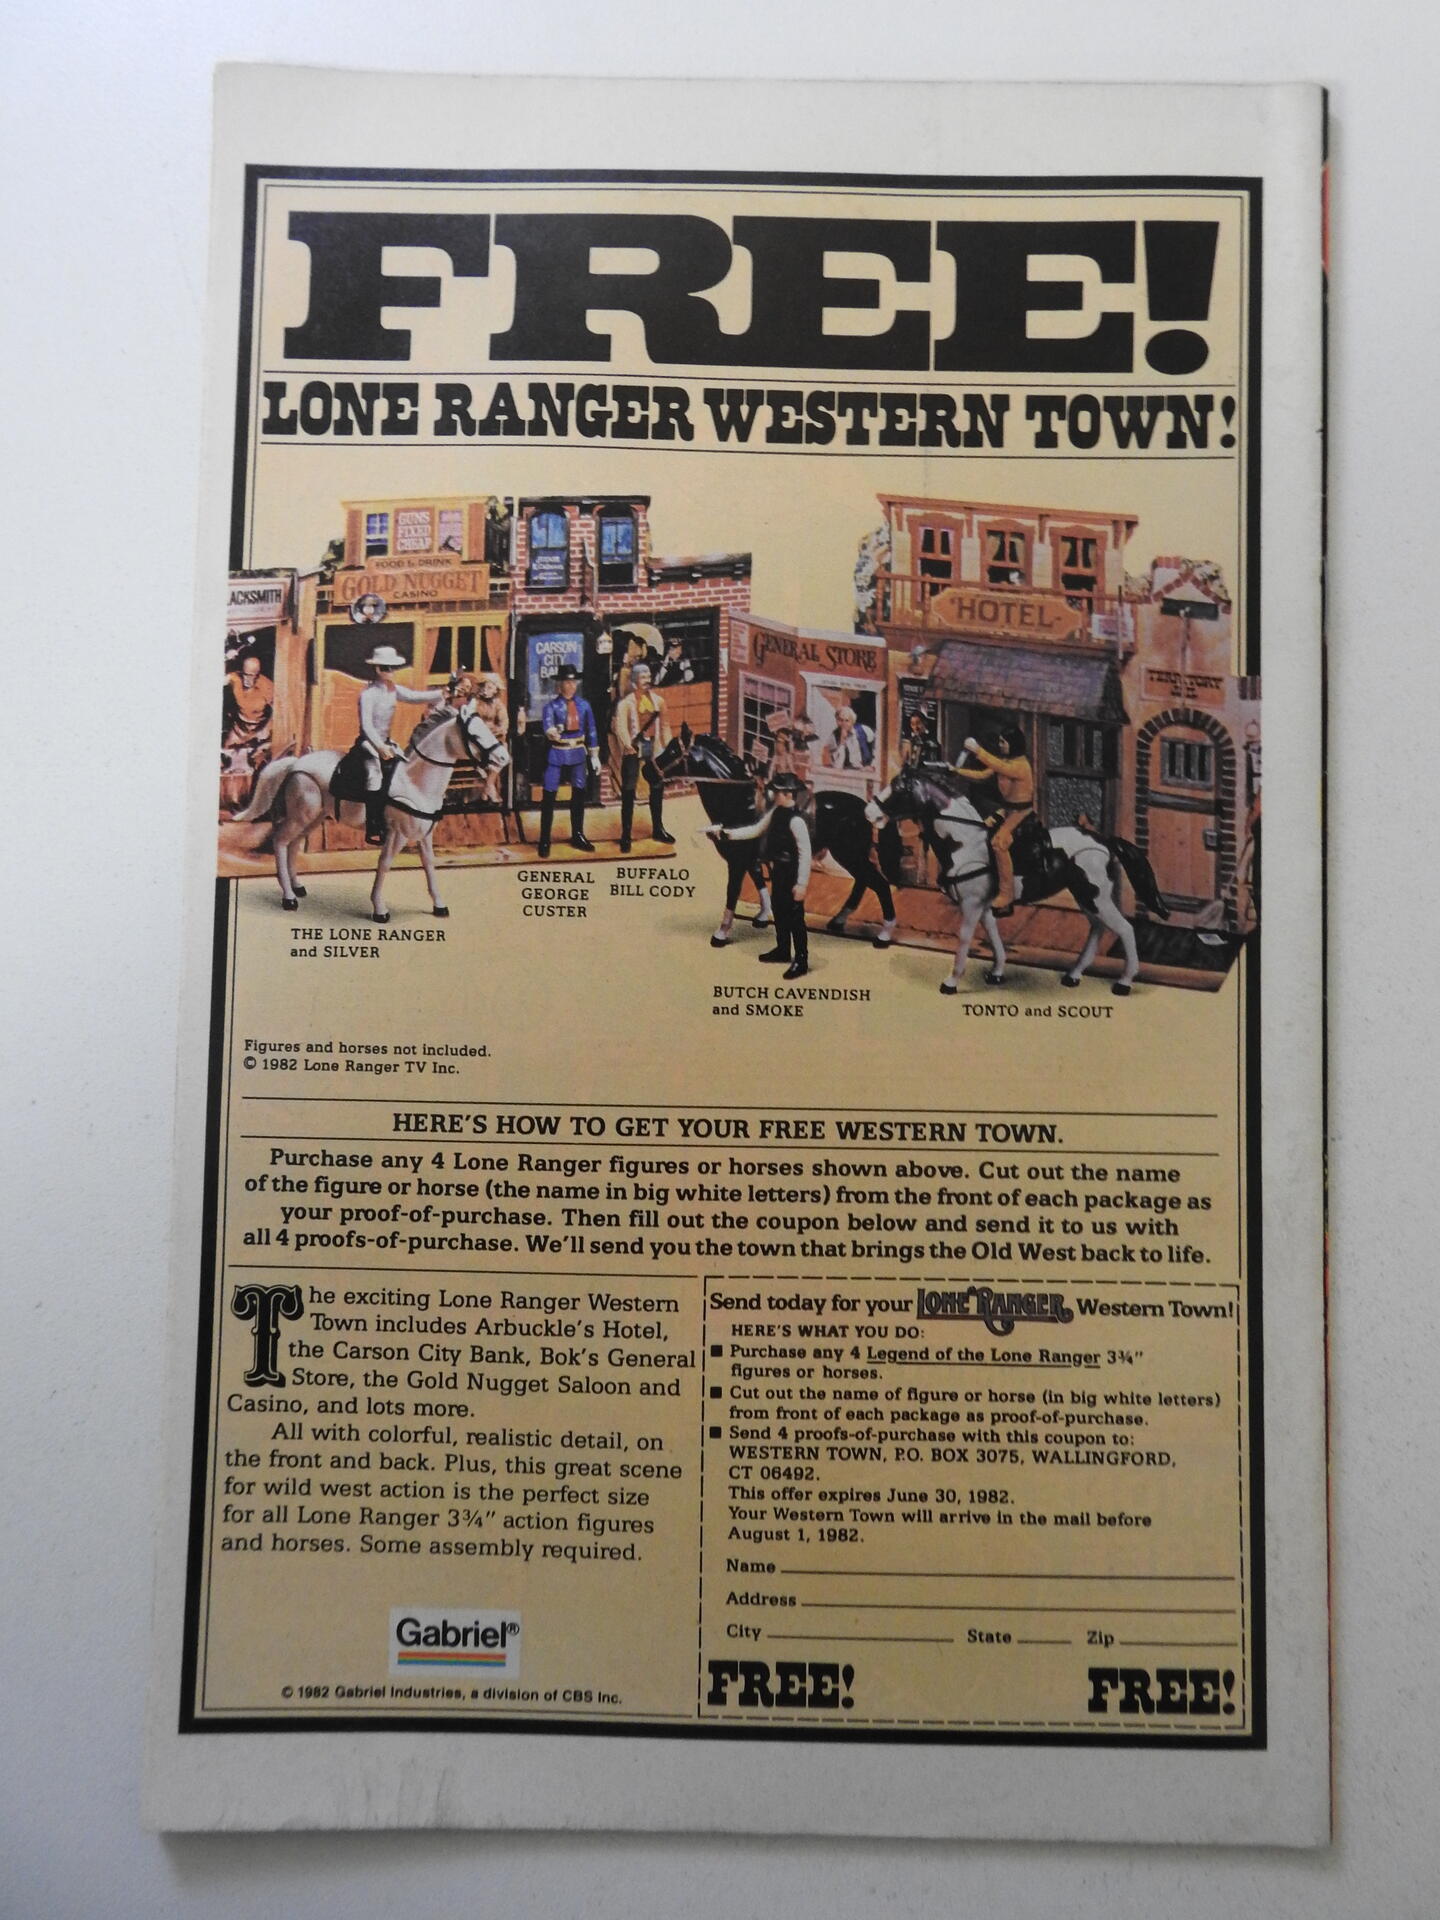 FREE!
LONE RANGER WESTERN TOWN!
GUNS
FIXED
CHEAP
FOOD & DRINK
GOLD NUGGET
CASINO
ACKSMITH
CARSON
CITY
BA
GENERAL STORE
HOTEL
TERRITORY
THE LONE RANGER
and SILVER
GENERAL
GEORGE
CUSTER
BUFFALO
BILL CODY
BUTCH CAVENDISH
and SMOKE
TONTO and SCOUT
Figures and horses not included.
© 1982 Lone Ranger TV Inc.
HERE'S HOW TO GET YOUR FREE WESTERN TOWN.
Purchase any 4 Lone Ranger figures or horses shown above. Cut out the name
of the figure or horse (the name in big white letters) from the front of each package as
your proof-of-purchase. Then fill out the coupon below and send it to us with
all 4 proofs-of-purchase. We'll send you the town that brings the Old West back to life.
The exciting Lone Ranger Western
Town includes Arbuckle's Hotel,
the Carson City Bank, Bok's General
Store, the Gold Nugget Saloon and
Casino, and lots more.
All with colorful, realistic detail, on
the front and back. Plus, this great scene
for wild west action is the perfect size
for all Lone Ranger 3¾" action figures
and horses. Some assembly required.
Gabriel®
© 1982 Gabriel Industries, a division of CBS Inc.
Send today for your LONE RANGER Western Town!
HERE'S WHAT YOU DO:
■ Purchase any 4 Legend of the Lone Ranger 3¾"
figures or horses.
■ Cut out the name of figure or horse (in big white letters)
from front of each package as proof-of-purchase.
■ Send 4 proofs-of-purchase with this coupon to:
WESTERN TOWN, P.O. BOX 3075, WALLINGFORD,
CT 06492.
This offer expires June 30, 1982.
Your Western Town will arrive in the mail before
August 1, 1982.
Name
Address
City State Zip
FREE! FREE!